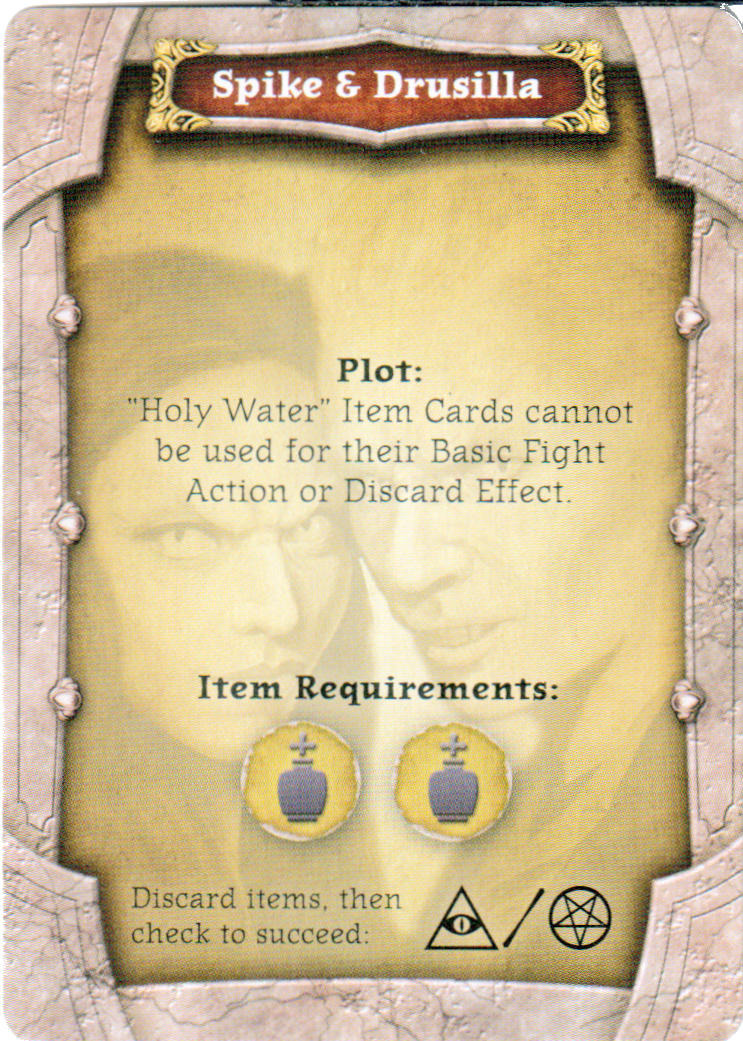 Spike & Drusilla
Plot:
"Holy Water" Item Cards cannot
be used for their Basic Fight
Action or Discard Effect.
Item Requirements:
Discard items, then
check to succeed:
/